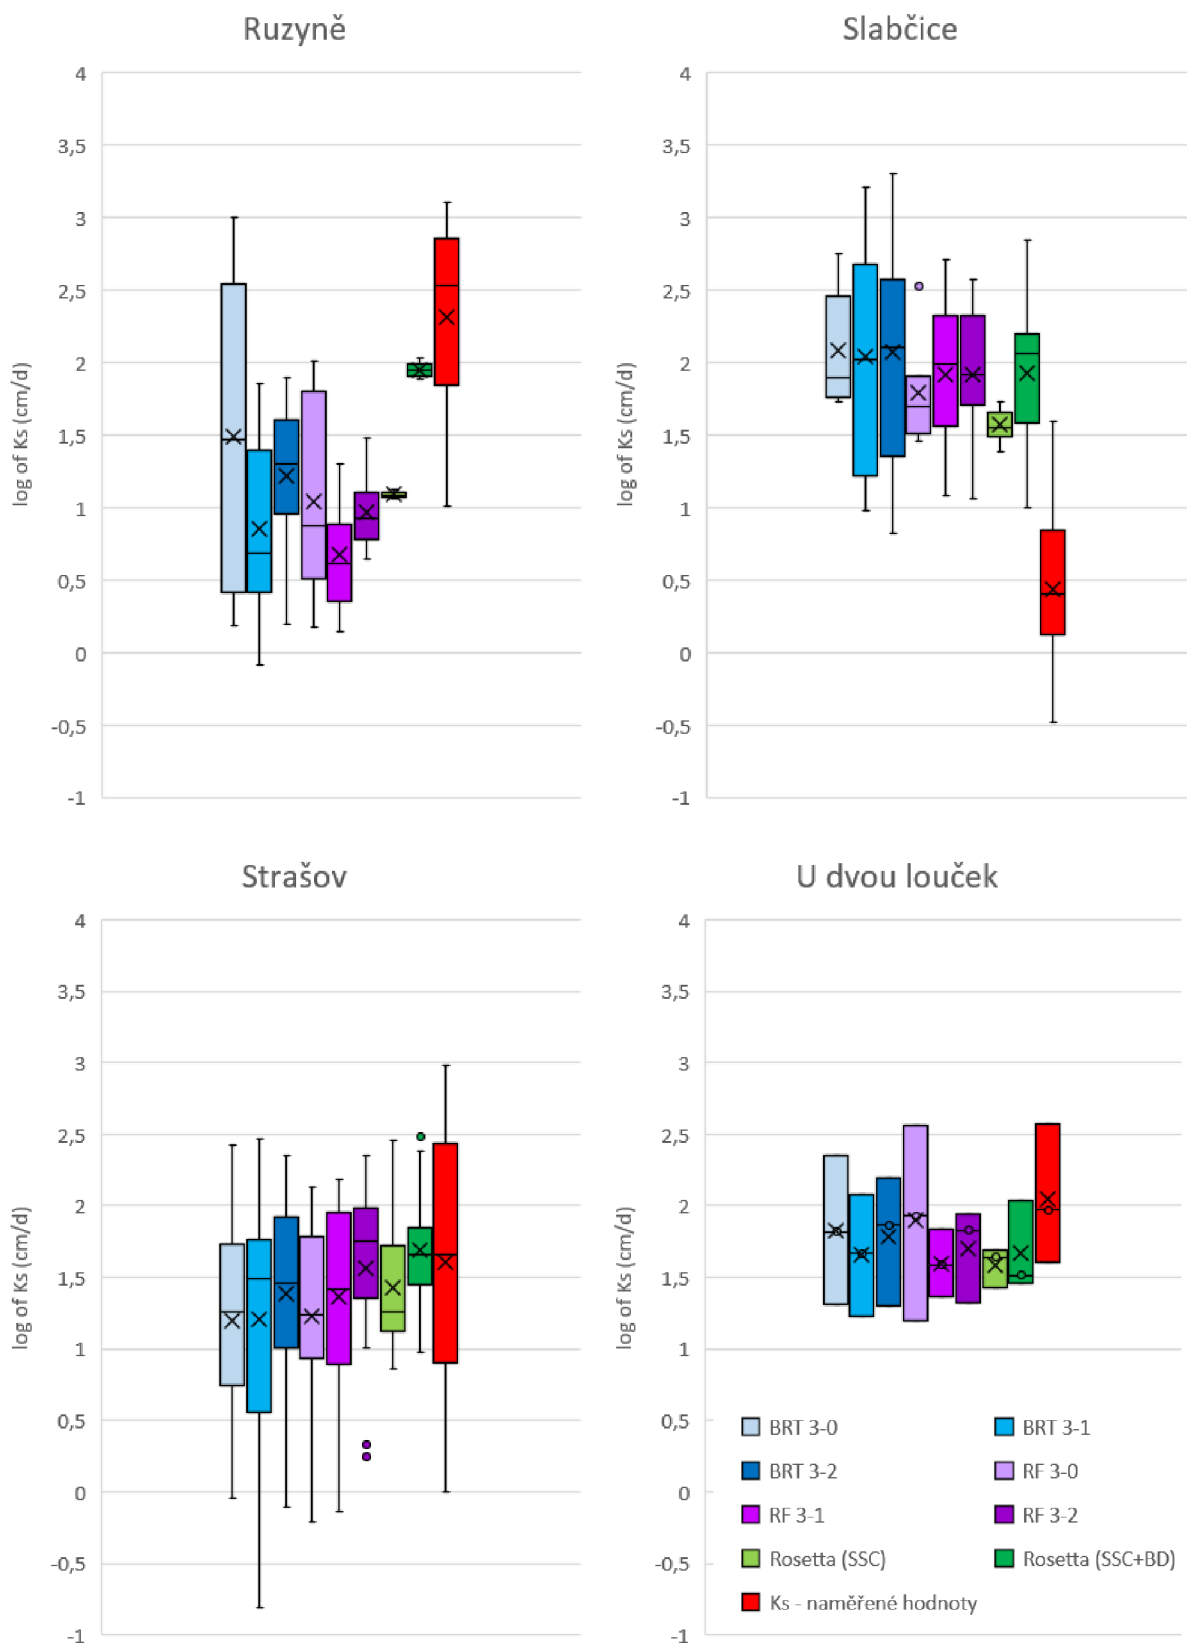 Ruzyně
4
3,5
3
2,5
2
1,5
1
0,5
0
-0,5
-1
log of Ks (cm/d)
Slabčice
4
3,5
3
2,5
2
1,5
1
0,5
0
-0,5
-1
log of Ks (cm/d)
Strašov
4
3,5
3
2,5
2
1,5
1
0,5
0
-0,5
-1
log of Ks (cm/d)
U dvou louček
4
3,5
3
2,5
2
1,5
1
0,5
0
-0,5
-1
log of Ks (cm/d)
BRT 3-0
BRT 3-1
BRT 3-2
RF 3-0
RF 3-1
RF 3-2
Rosetta (SSC)
Rosetta (SSC+BD)
Ks - naměřené hodnoty